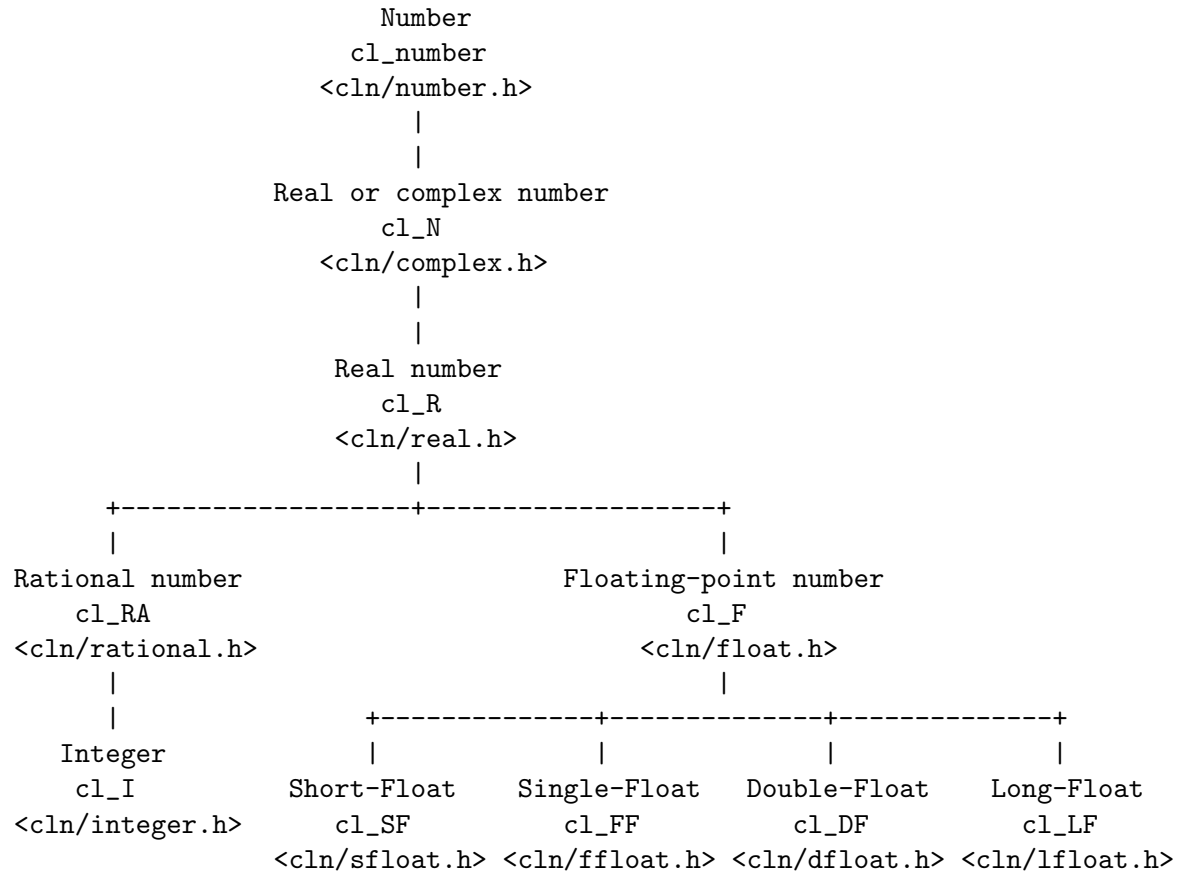 Number
cl_number
<cln/number.h>
|
|
Real or complex number
cl_N
<cln/complex.h>
|
|
Real number
cl_R
<cln/real.h>
|
+-------------------+-------------------+
| |
Rational number Floating-point number
cl_RA cl_F
<cln/rational.h> <cln/float.h>
| |
| +--------------+--------------+--------------+
Integer | | | |
cl_I Short-Float Single-Float Double-Float Long-Float
<cln/integer.h> cl_SF cl_FF cl_DF cl_LF
<cln/sfloat.h> <cln/ffloat.h> <cln/dfloat.h> <cln/lfloat.h>